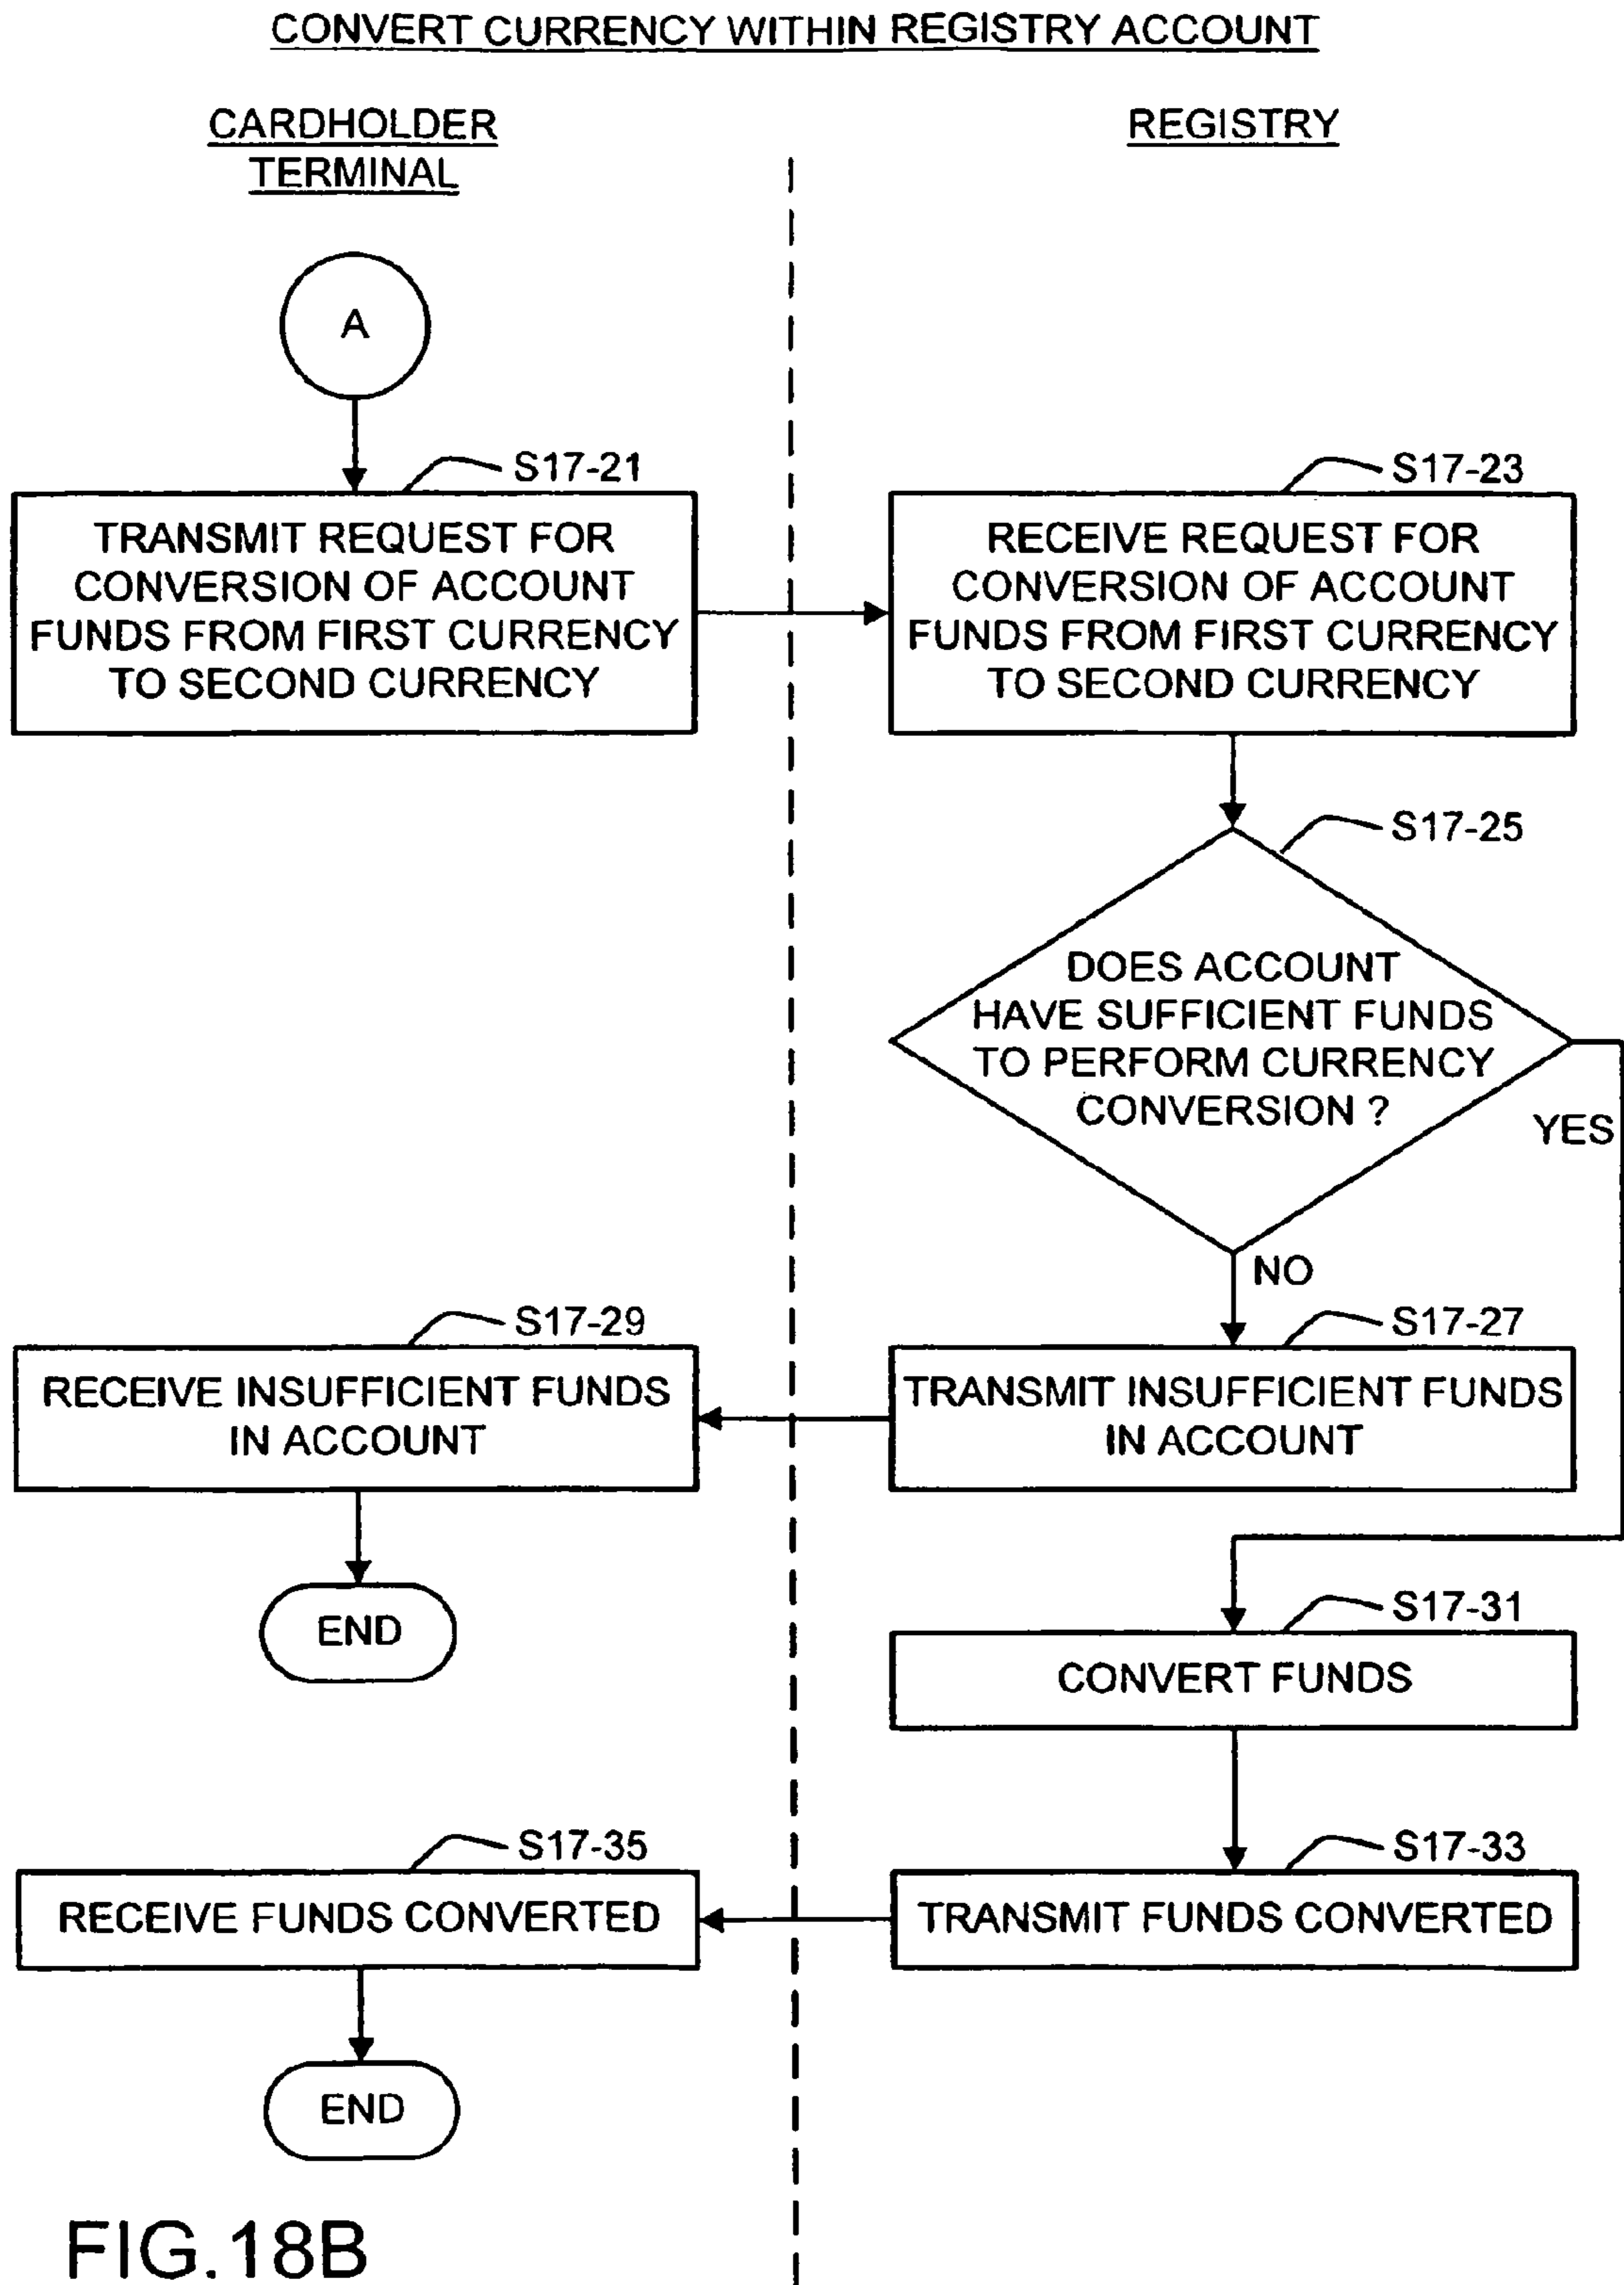 CONVERT CURRENCY WITHIN REGISTRY ACCOUNT
CARDHOLDER
TERMINAL
REGISTRY
A
S17-21
TRANSMIT REQUEST FOR
CONVERSION OF ACCOUNT
FUNDS FROM FIRST CURRENCY
TO SECOND CURRENCY
S17-23
RECEIVE REQUEST FOR
CONVERSION OF ACCOUNT
FUNDS FROM FIRST CURRENCY
TO SECOND CURRENCY
S17-25
DOES ACCOUNT
HAVE SUFFICIENT FUNDS
TO PERFORM CURRENCY
CONVERSION ?
YES
NO
S17-27
TRANSMIT INSUFFICIENT FUNDS
IN ACCOUNT
S17-29
RECEIVE INSUFFICIENT FUNDS
IN ACCOUNT
END
S17-31
CONVERT FUNDS
S17-33
TRANSMIT FUNDS CONVERTED
S17-35
RECEIVE FUNDS CONVERTED
END
FIG.18B